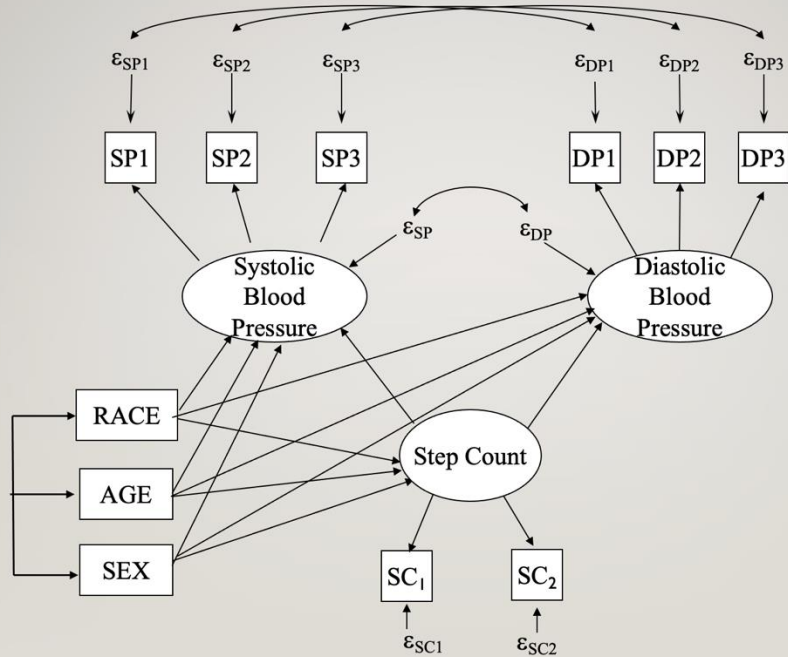 εSP1 εSP2 εSP3 εDP1 εDP2 εDP3
SP1 SP2 SP3 DP1 DP2 DP3
εSP εDP
Systolic
Blood
Pressure
Diastolic
Blood
Pressure
RACE
Step Count
AGE
SEX
SC₁ SC₂
εSC1 εSC2